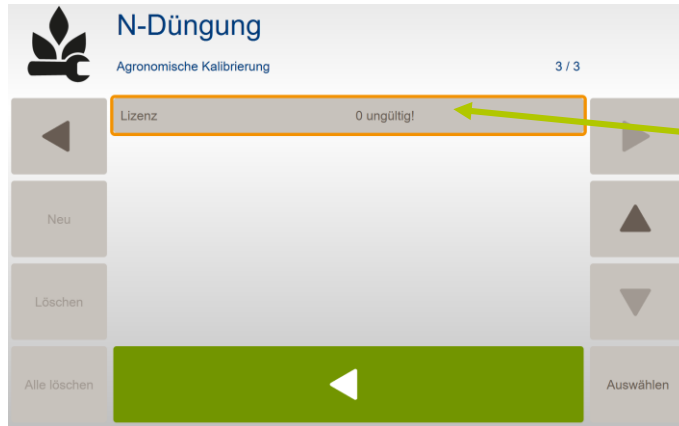 N-Düngung
Agronomische Kalibrierung 3 / 3
Lizenz 0 ungültig!
Neu
Löschen
Alle löschen
Auswählen